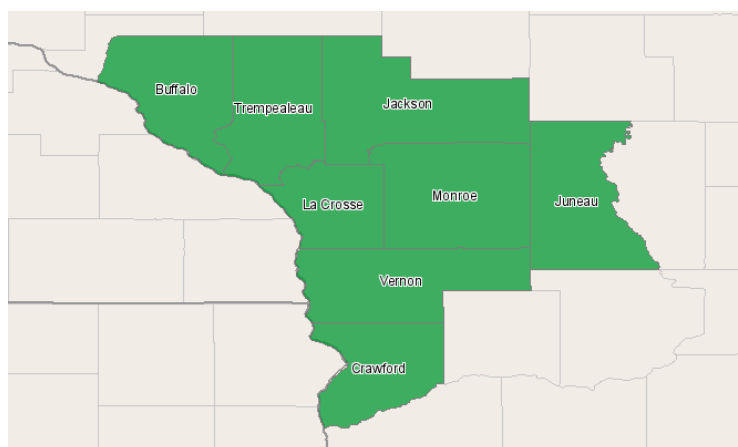 Buffalo
Trempealeau
Jackson
La Crosse
Monroe
Juneau
Vernon
Crawford